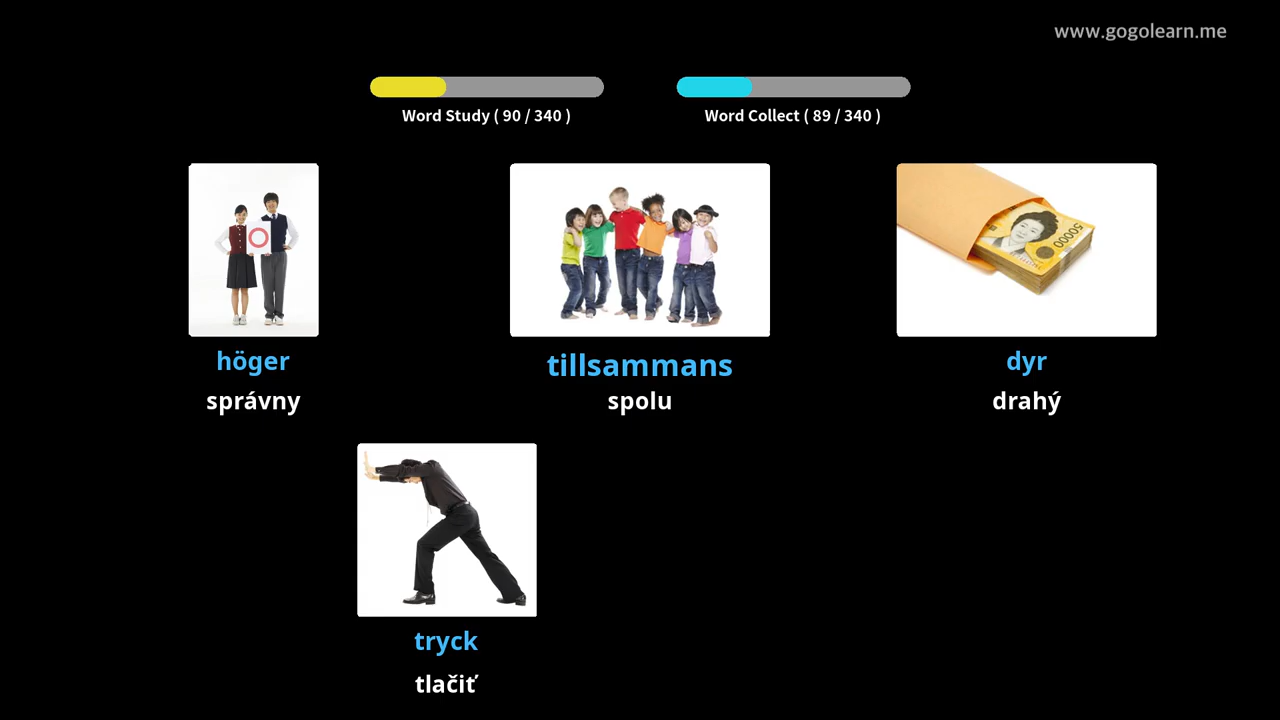 www.gogolearn.me
Word Study ( 90 / 340 )
Word Collect ( 89 / 340 )
höger
správny
tillsammans
spolu
dyr
drahý
50000
tryck
tlačiť